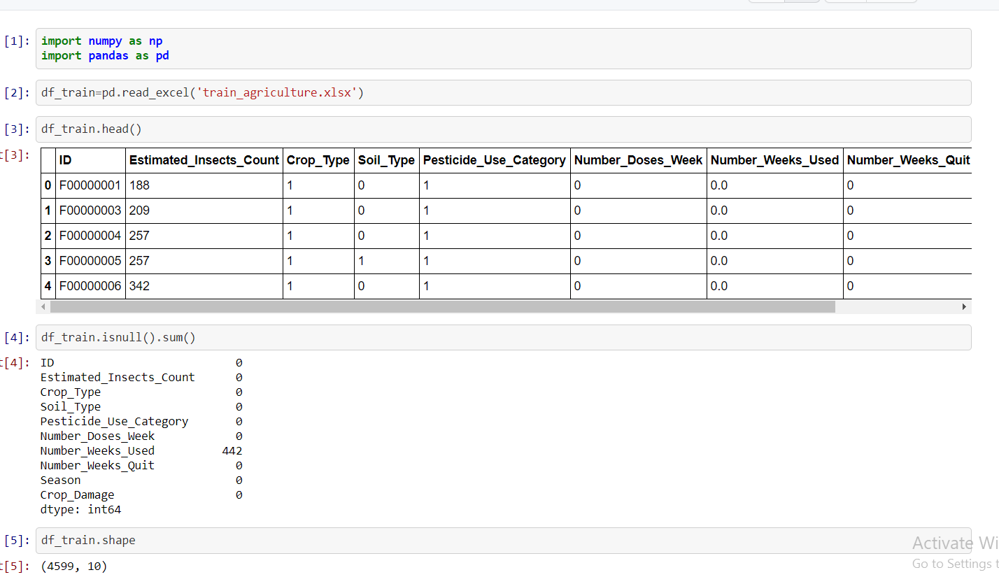 [1]: import numpy as np
import pandas as pd
[2]: df_train=pd.read_excel('train_agriculture.xlsx')
[3]: df_train.head()
t[3]: ID Estimated_Insects_Count Crop_Type Soil_Type Pesticide_Use_Category Number_Doses_Week Number_Weeks_Used Number_Weeks_Quit
0 F00000001 188 1 0 1 0 0.0 0
1 F00000003 209 1 0 1 0 0.0 0
2 F00000004 257 1 0 1 0 0.0 0
3 F00000005 257 1 1 1 0 0.0 0
4 F00000006 342 1 0 1 0 0.0 0
[4]: df_train.isnull().sum()
t[4]: ID 0
Estimated_Insects_Count 0
Crop_Type 0
Soil_Type 0
Pesticide_Use_Category 0
Number_Doses_Week 0
Number_Weeks_Used 442
Number_Weeks_Quit 0
Season 0
Crop_Damage 0
dtype: int64
[5]: df_train.shape
Activate Wi
t[5]: (4599, 10)
Go to Settings t